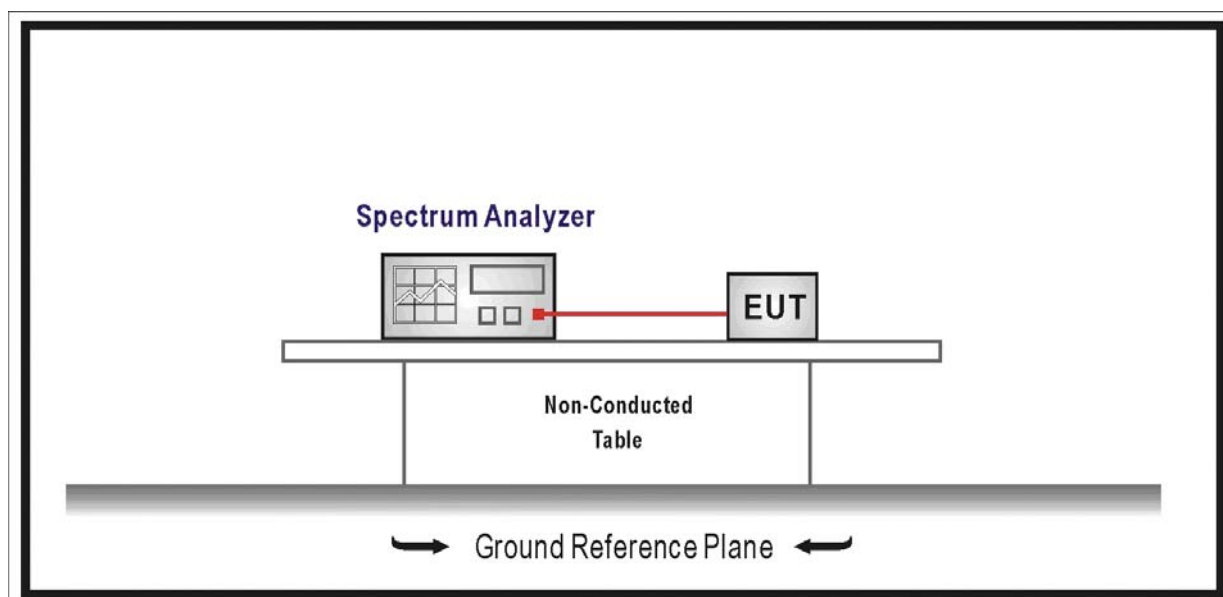 Spectrum Analyzer
EUT
Non-Conducted
Table
Ground Reference Plane